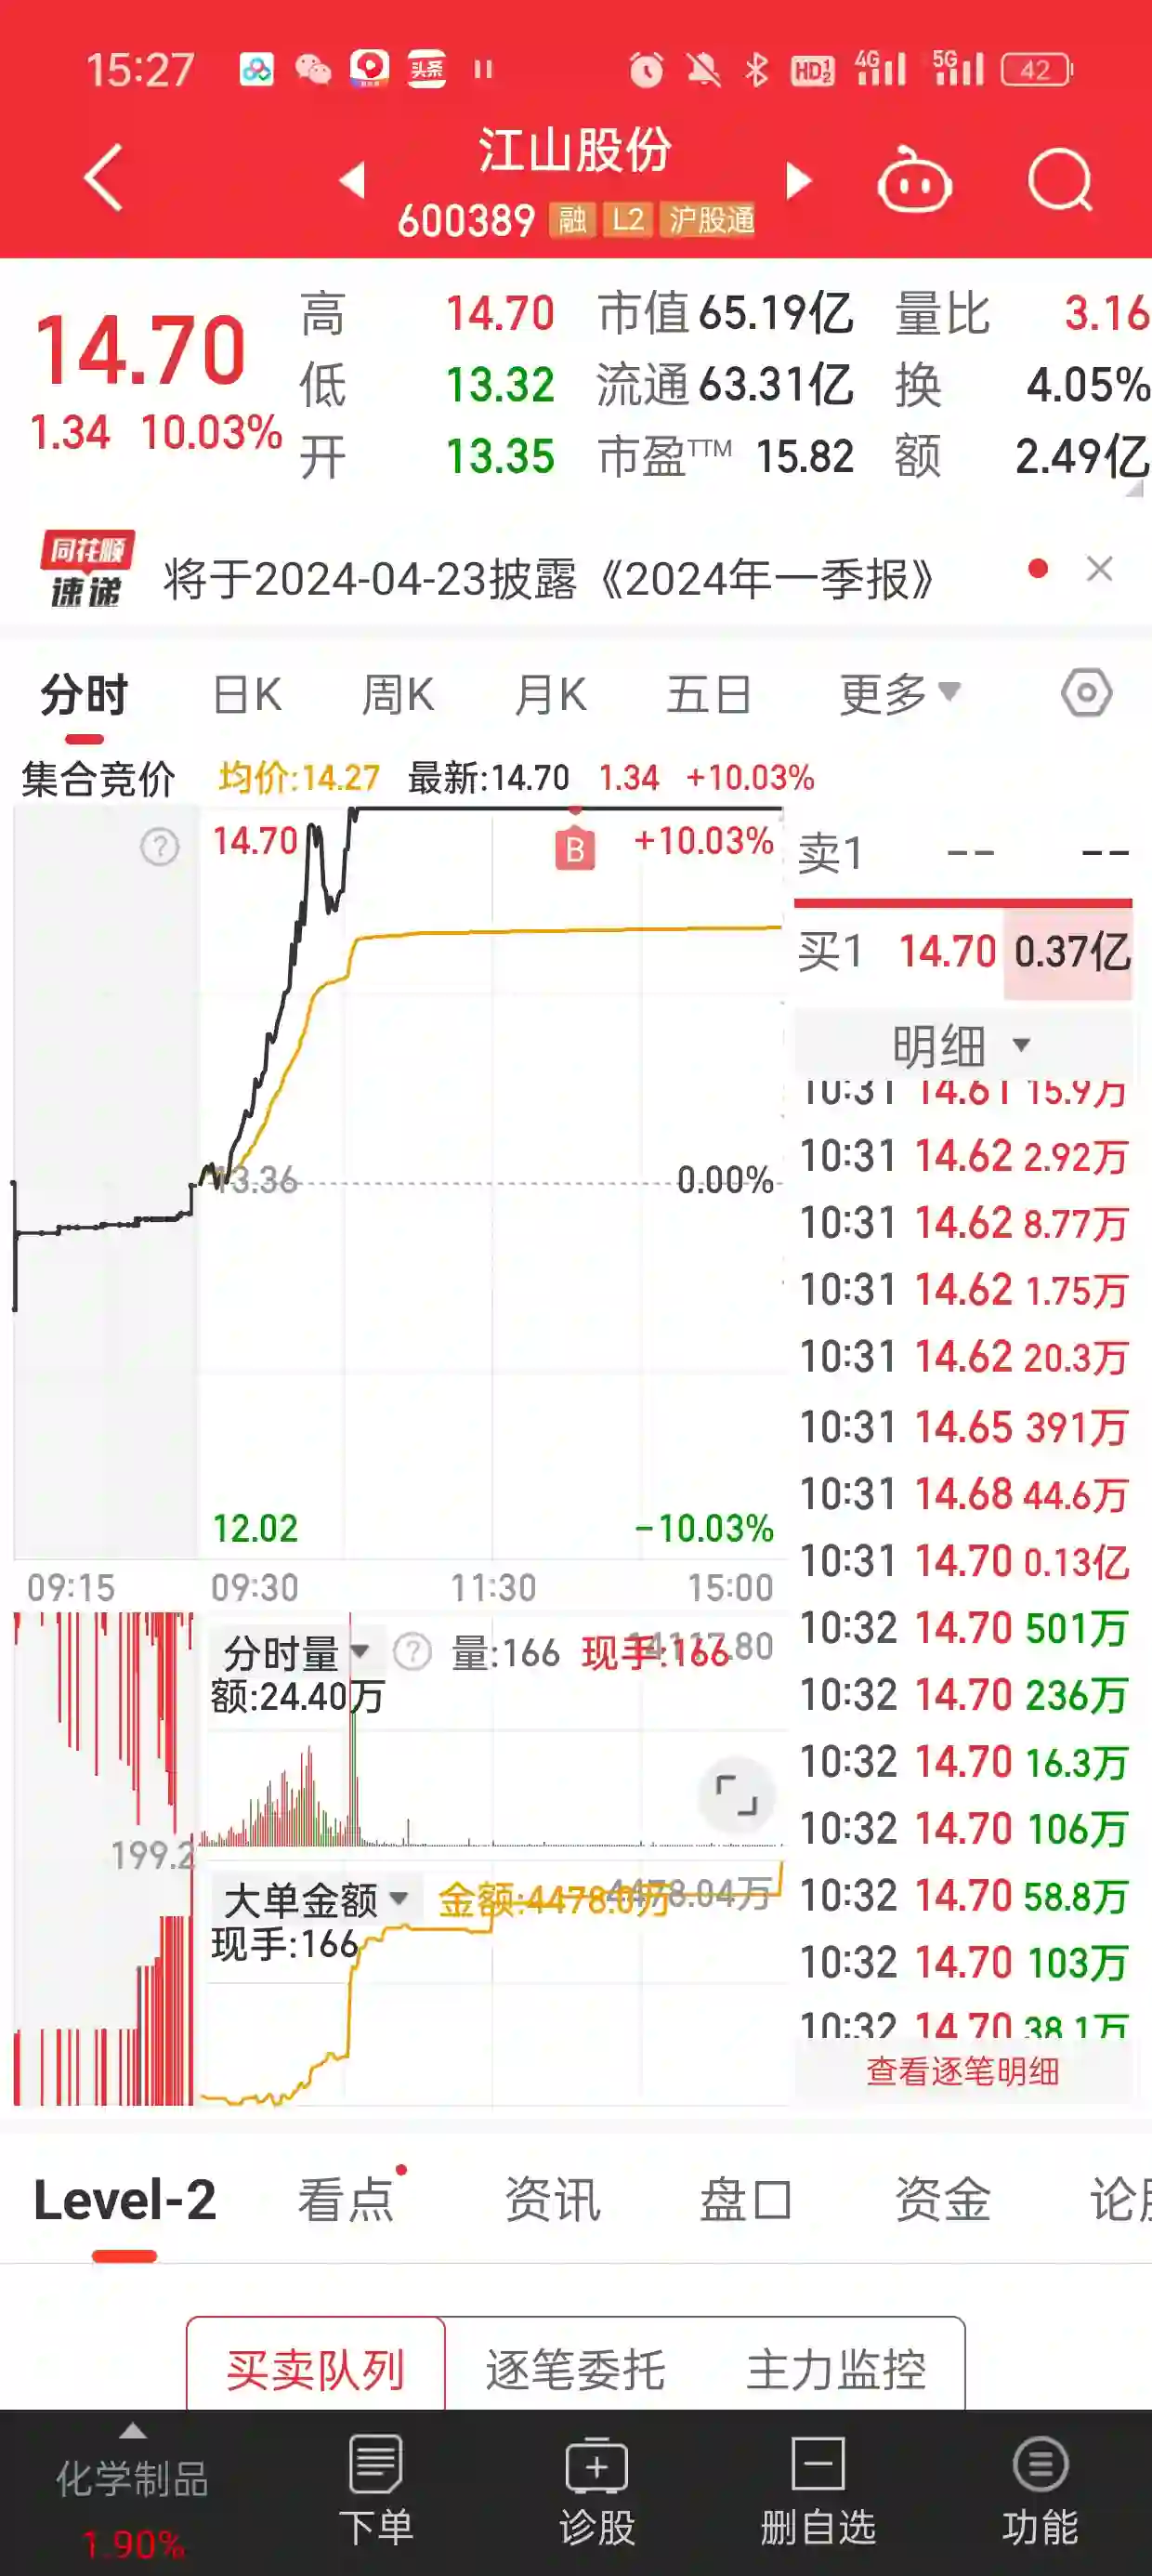 15:27 头条 HD 1 2 4G 5G 42
江山股份
600389 融 L2 沪股通
14.70
1.34 10.03%
高 14.70 市值 65.19亿 量比 3.16
低 13.32 流通 63.31亿 换 4.05%
开 13.35 市盈TTM 15.82 额 2.49亿
同花顺
速递
将于2024-04-23披露《2024年一季报》
分时 日K 周K 月K 五日 更多
集合竞价 均价:14.27 最新:14.70 1.34 +10.03%
14.70 B +10.03%
13.36 0.00%
12.02 -10.03%
09:15 09:30 11:30 15:00
卖1 -- --
买1 14.70 0.37亿
明细
10:31 14.61 15.9万
10:31 14.62 2.92万
10:31 14.62 8.77万
10:31 14.62 1.75万
10:31 14.62 20.3万
10:31 14.65 391万
10:31 14.68 44.6万
10:31 14.70 0.13亿
10:32 14.70 501万
10:32 14.70 236万
10:32 14.70 16.3万
10:32 14.70 106万
10:32 14.70 58.8万
10:32 14.70 103万
10:32 14.70 38.1万
查看逐笔明细
分时量 ? 量:166 现手:166 14117.80
额:24.40万
199.2
大单金额 金额:4478.0万 4478.04万
现手:166
Level-2 看点 资讯 盘口 资金 论
买卖队列 逐笔委托 主力监控
化学制品
1.90%
下单 诊股 删自选 功能